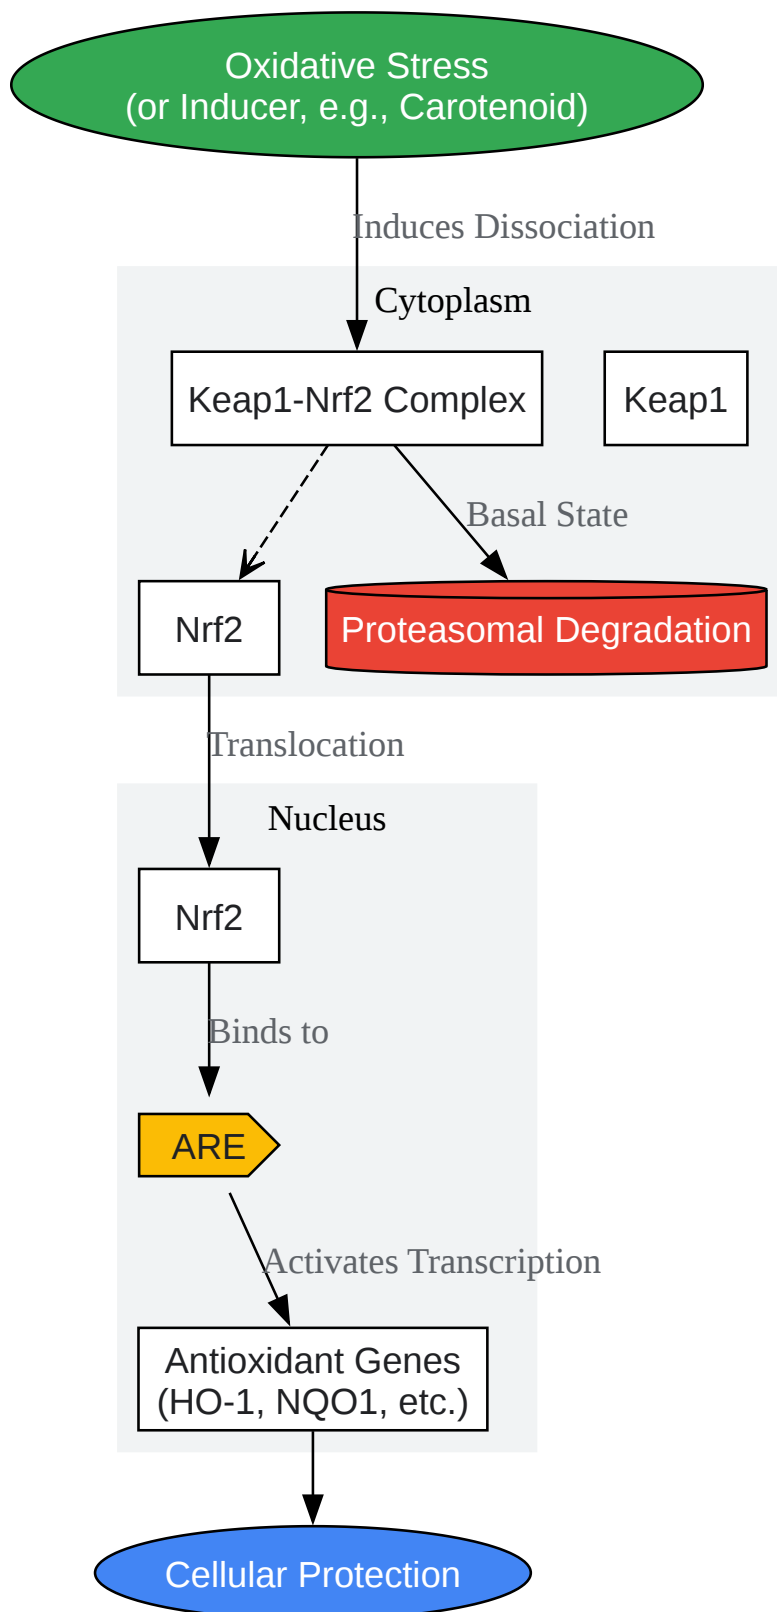 Oxidative Stress
(or Inducer, e.g., Carotenoid)
Induces Dissociation
Cytoplasm
Keap1-Nrf2 Complex
Keap1
Basal State
Nrf2
Proteasomal Degradation
Translocation
Nucleus
Nrf2
Binds to
ARE
Activates Transcription
Antioxidant Genes
(HO-1, NQO1, etc.)
Cellular Protection